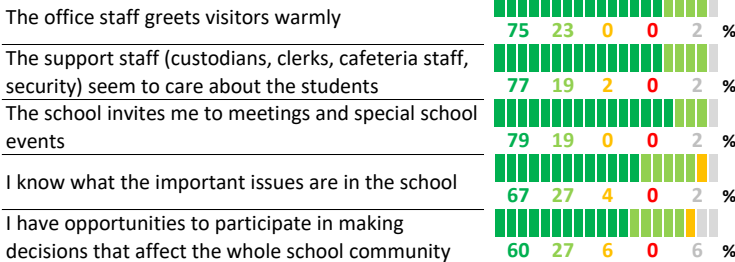 The office staff greets visitors warmly
75 23 0 0 2 %
The support staff (custodians, clerks, cafeteria staff,
security) seem to care about the students
77 19 2 0 2 %
The school invites me to meetings and special school
events
79 19 0 0 2 %
I know what the important issues are in the school
67 27 4 0 2 %
I have opportunities to participate in making
decisions that affect the whole school community
60 27 6 0 6 %